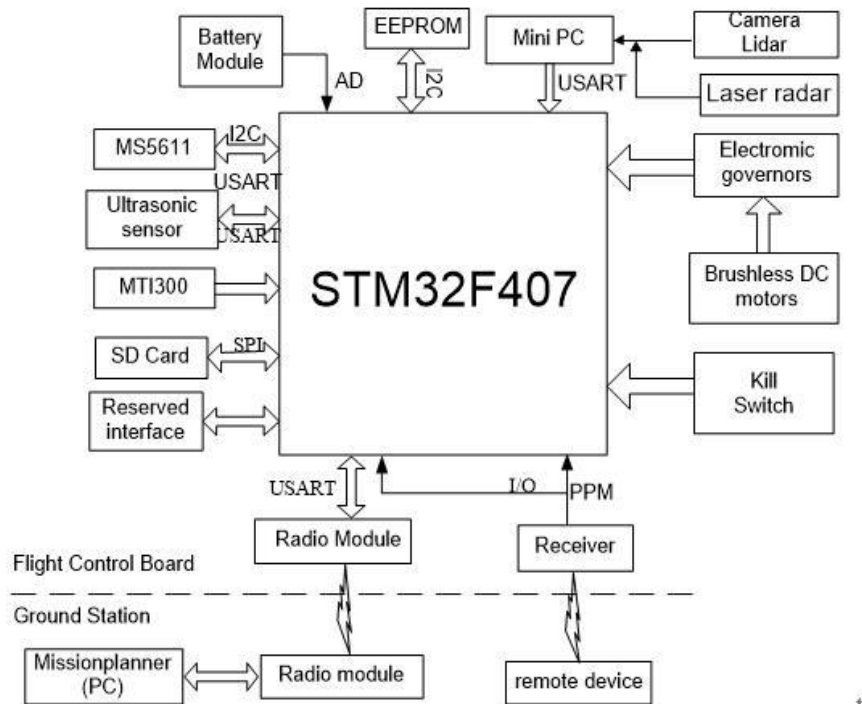 Battery
Module
AD
EEPROM
I2C
Mini PC
USART
Camera
Lidar
Laser radar
MS5611
I2C
USART
Ultrasonic
sensor
USART
MTI300
SD Card
SPI
Reserved
interface
STM32F407
Electromic
governors
Brushless DC
motors
Kill
Switch
USART
I/O
PPM
Radio Module
Receiver
Flight Control Board
Ground Station
Missionplanner
(PC)
Radio module
remote device